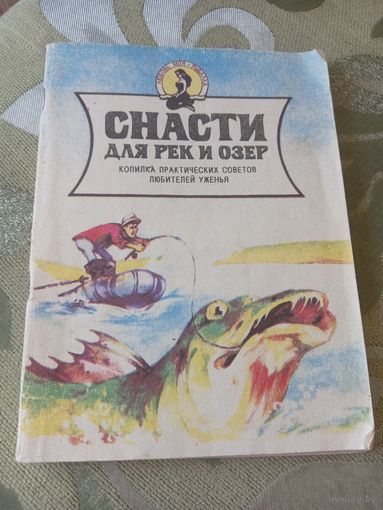 СНАСТИ
ДЛЯ РЕК И ОЗЕР
КОПИЛКА ПРАКТИЧЕСКИХ СОВЕТОВ
ЛЮБИТЕЛЕЙ УЖЕНЬЯ